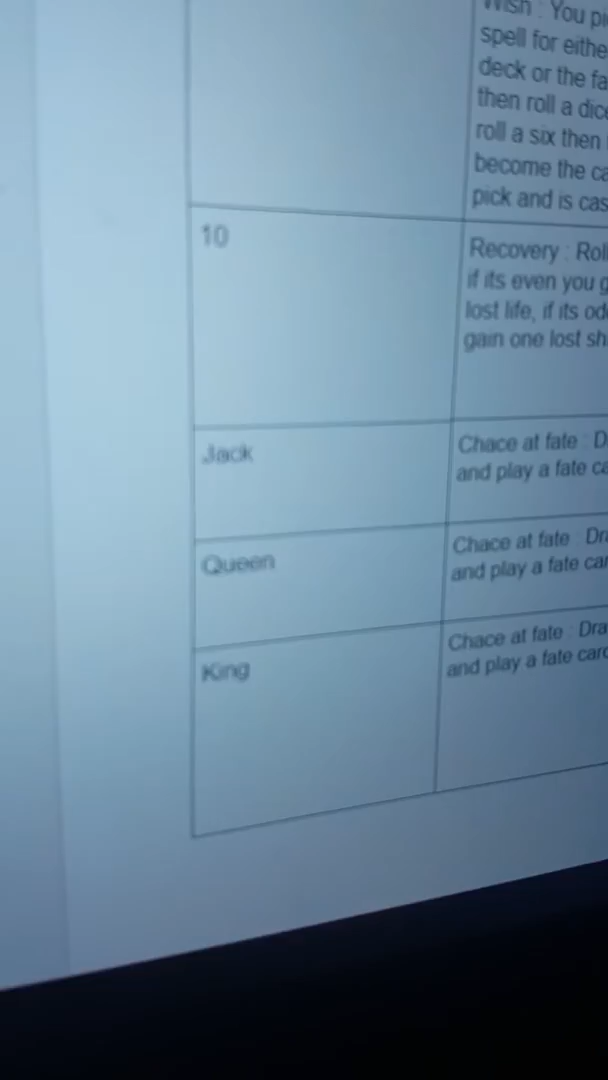 Wish : You pi
spell for eithe
deck or the fa
then roll a dice
roll a six then
become the ca
pick and is cas
10
Recovery : Roll
if its even you g
lost life, if its od
gain one lost sh
Jack
Chace at fate : D
and play a fate ca
Queen
Chace at fate : Dra
and play a fate car
King
Chace at fate : Dra
and play a fate card